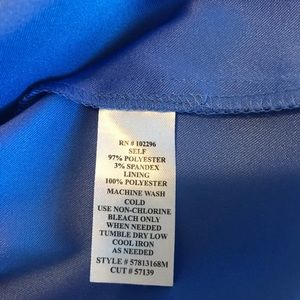 RN # 102296
SELF
97% POLYESTER
3% SPANDEX
LINING
100% POLYESTER
MACHINE WASH
COLD
USE NON-CHLORINE
BLEACH ONLY
WHEN NEEDED
TUMBLE DRY LOW
COOL IRON
AS NEEDED
STYLE # 57813168M
CUT # 57139